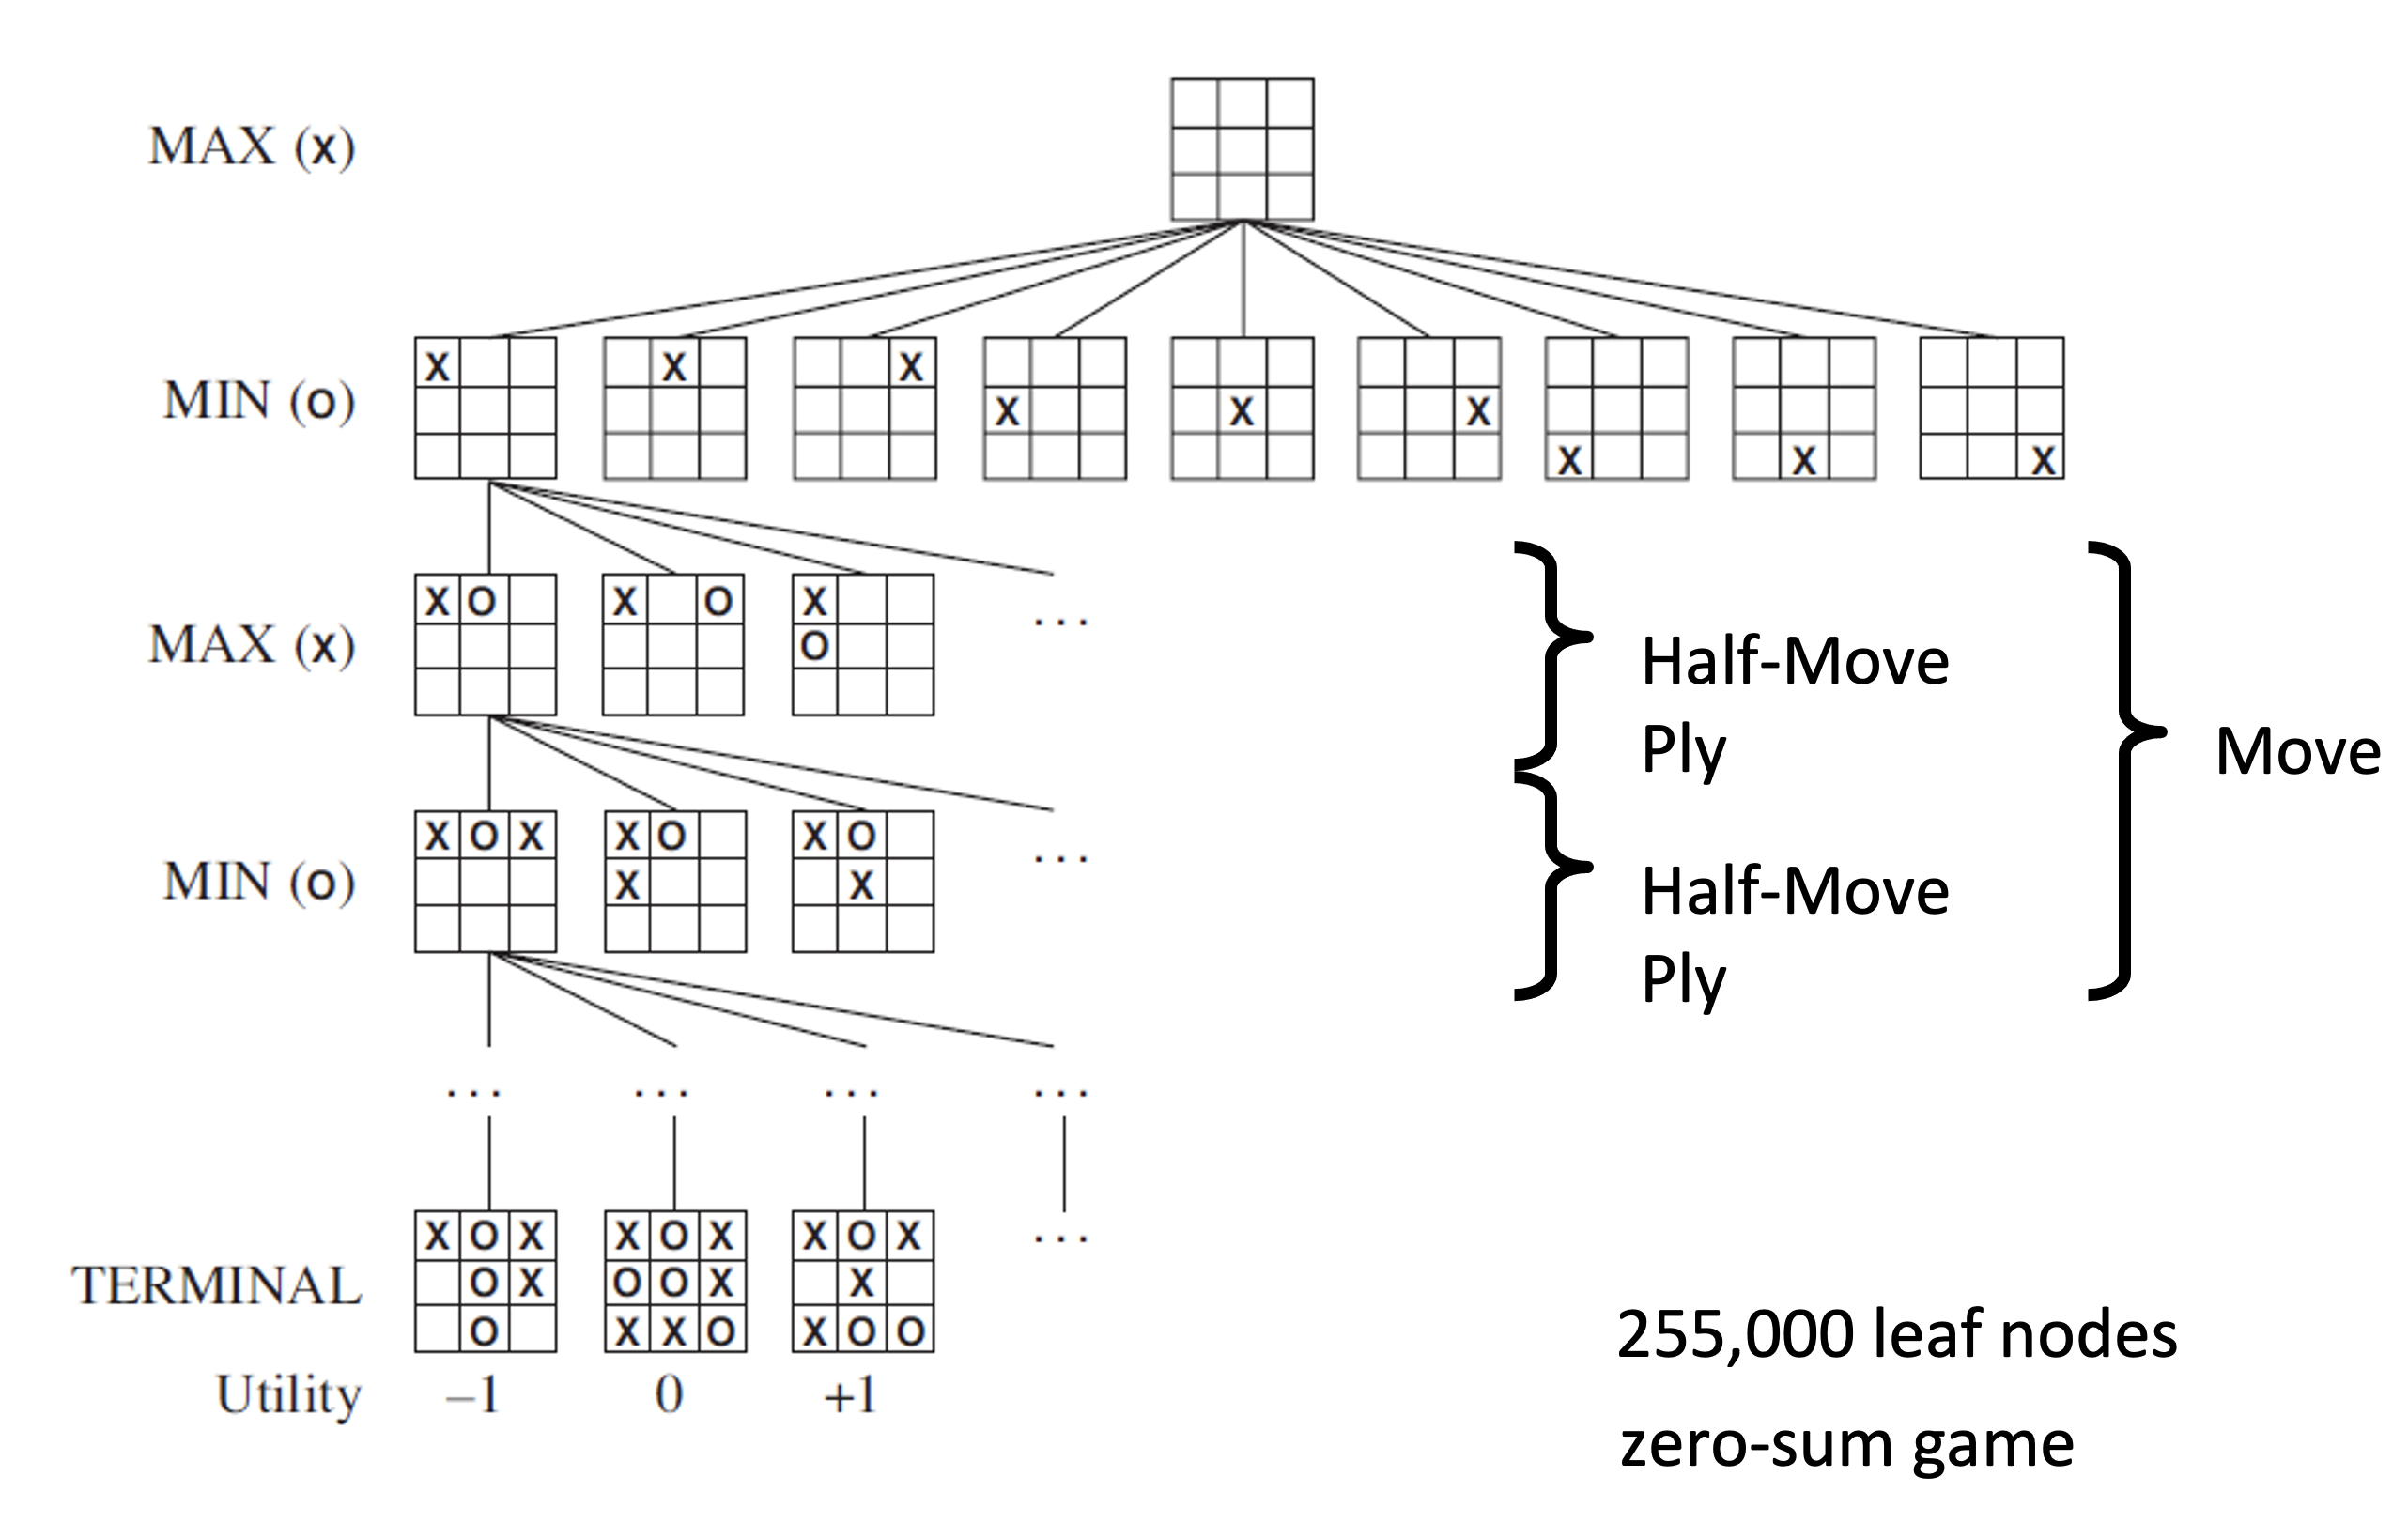 MAX (X)
X X X X X X X X X
MIN (O)
X O X O X
MAX (X) O ...
Half-Move
Ply
Move
X O X X O X O
MIN (O) X X ...
Half-Move
Ply
... ... ... ...
X O X X O X X O X ...
TERMINAL O X O O X X
O X X O X O O
Utility –1 0 +1
255,000 leaf nodes
zero-sum game